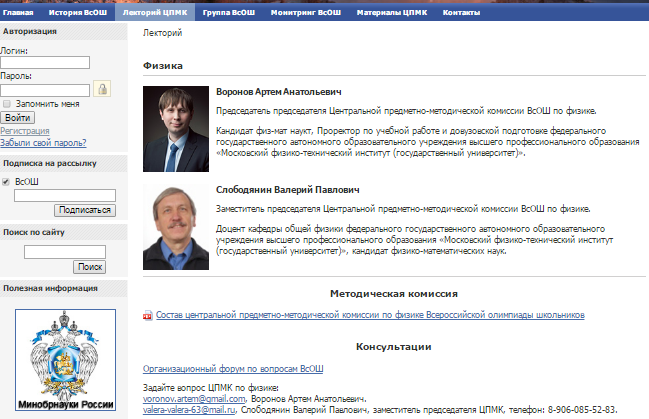 Главная История ВсОШ Лекторий ЦПМК Группа ВсОШ Мониторинг ВсОШ Материалы ЦПМК Контакты
Авторизация
Логин:
Пароль:
Запомнить меня
Войти
Регистрация
Забыли свой пароль?
Подписка на рассылку
ВсОШ
Подписаться
Поиск по сайту
Поиск
Полезная информация
Минобрнауки России
Лекторий
Физика
Воронов Артем Анатольевич
Председатель председателя Центральной предметно-методической комиссии ВсОШ по физике.
Кандидат физ-мат наукт, Проректор по учебной работе и довузовской подготовке федерального
государственного автономного образовательного учреждения высшего профессионального образования
«Московский физико-технический институт (государственный университет)».
Слободянин Валерий Павлович
Заместитель председателя Центральной предметно-методической комиссии ВсОШ по физике.
Доцент кафедры общей физики федерального государственного автономного образовательного
учреждения высшего профессионального образования «Московский физико-технический институт
(государственный университет)», кандидат физико-математических наук.
Методическая комиссия
Состав центральной предметно-методической комиссии по физике Всероссийской олимпиады школьников
Консультации
Организационный форум по вопросам ВсОШ
Задайте вопрос ЦПМК по физике:
voronov.artem@gmail.com, Воронов Артем Анатольевич.
valera-valera-63@mail.ru, Слободянин Валерий Павлович, заместитель председателя ЦПМК, телефон: 8-906-085-52-83.